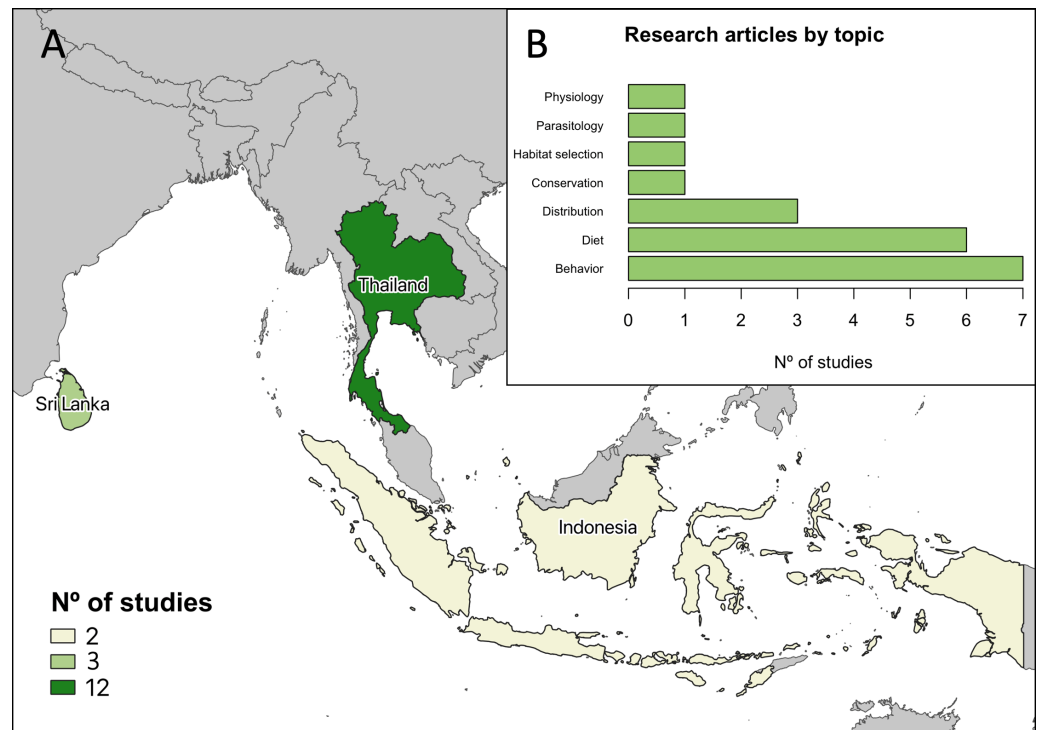 A
B
Research articles by topic
Physiology
Parasitology
Habitat selection
Conservation
Distribution
Diet
Behavior
0 1 2 3 4 5 6 7
Nº of studies
Thailand
Sri Lanka
Indonesia
Nº of studies
2
3
12